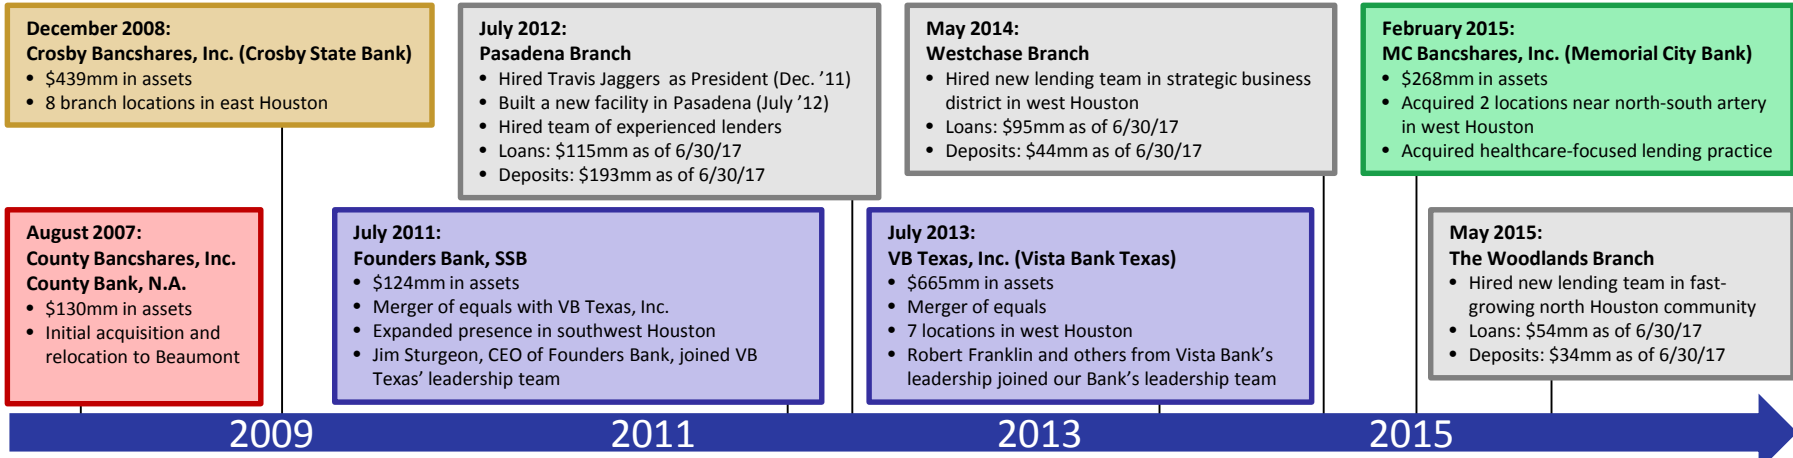 December 2008:
Crosby Bancshares, Inc. (Crosby State Bank)
• $439mm in assets
• 8 branch locations in east Houston
July 2012:
Pasadena Branch
• Hired Travis Jaggers as President (Dec. ’11)
• Built a new facility in Pasadena (July ’12)
• Hired team of experienced lenders
• Loans: $115mm as of 6/30/17
• Deposits: $193mm as of 6/30/17
May 2014:
Westchase Branch
• Hired new lending team in strategic business
district in west Houston
• Loans: $95mm as of 6/30/17
• Deposits: $44mm as of 6/30/17
February 2015:
MC Bancshares, Inc. (Memorial City Bank)
• $268mm in assets
• Acquired 2 locations near north-south artery
in west Houston
• Acquired healthcare-focused lending practice
August 2007:
County Bancshares, Inc.
County Bank, N.A.
• $130mm in assets
• Initial acquisition and
relocation to Beaumont
July 2011:
Founders Bank, SSB
• $124mm in assets
• Merger of equals with VB Texas, Inc.
• Expanded presence in southwest Houston
• Jim Sturgeon, CEO of Founders Bank, joined VB
Texas’ leadership team
July 2013:
VB Texas, Inc. (Vista Bank Texas)
• $665mm in assets
• Merger of equals
• 7 locations in west Houston
• Robert Franklin and others from Vista Bank’s
leadership joined our Bank’s leadership team
May 2015:
The Woodlands Branch
• Hired new lending team in fast-
growing north Houston community
• Loans: $54mm as of 6/30/17
• Deposits: $34mm as of 6/30/17
2009 2011 2013 2015